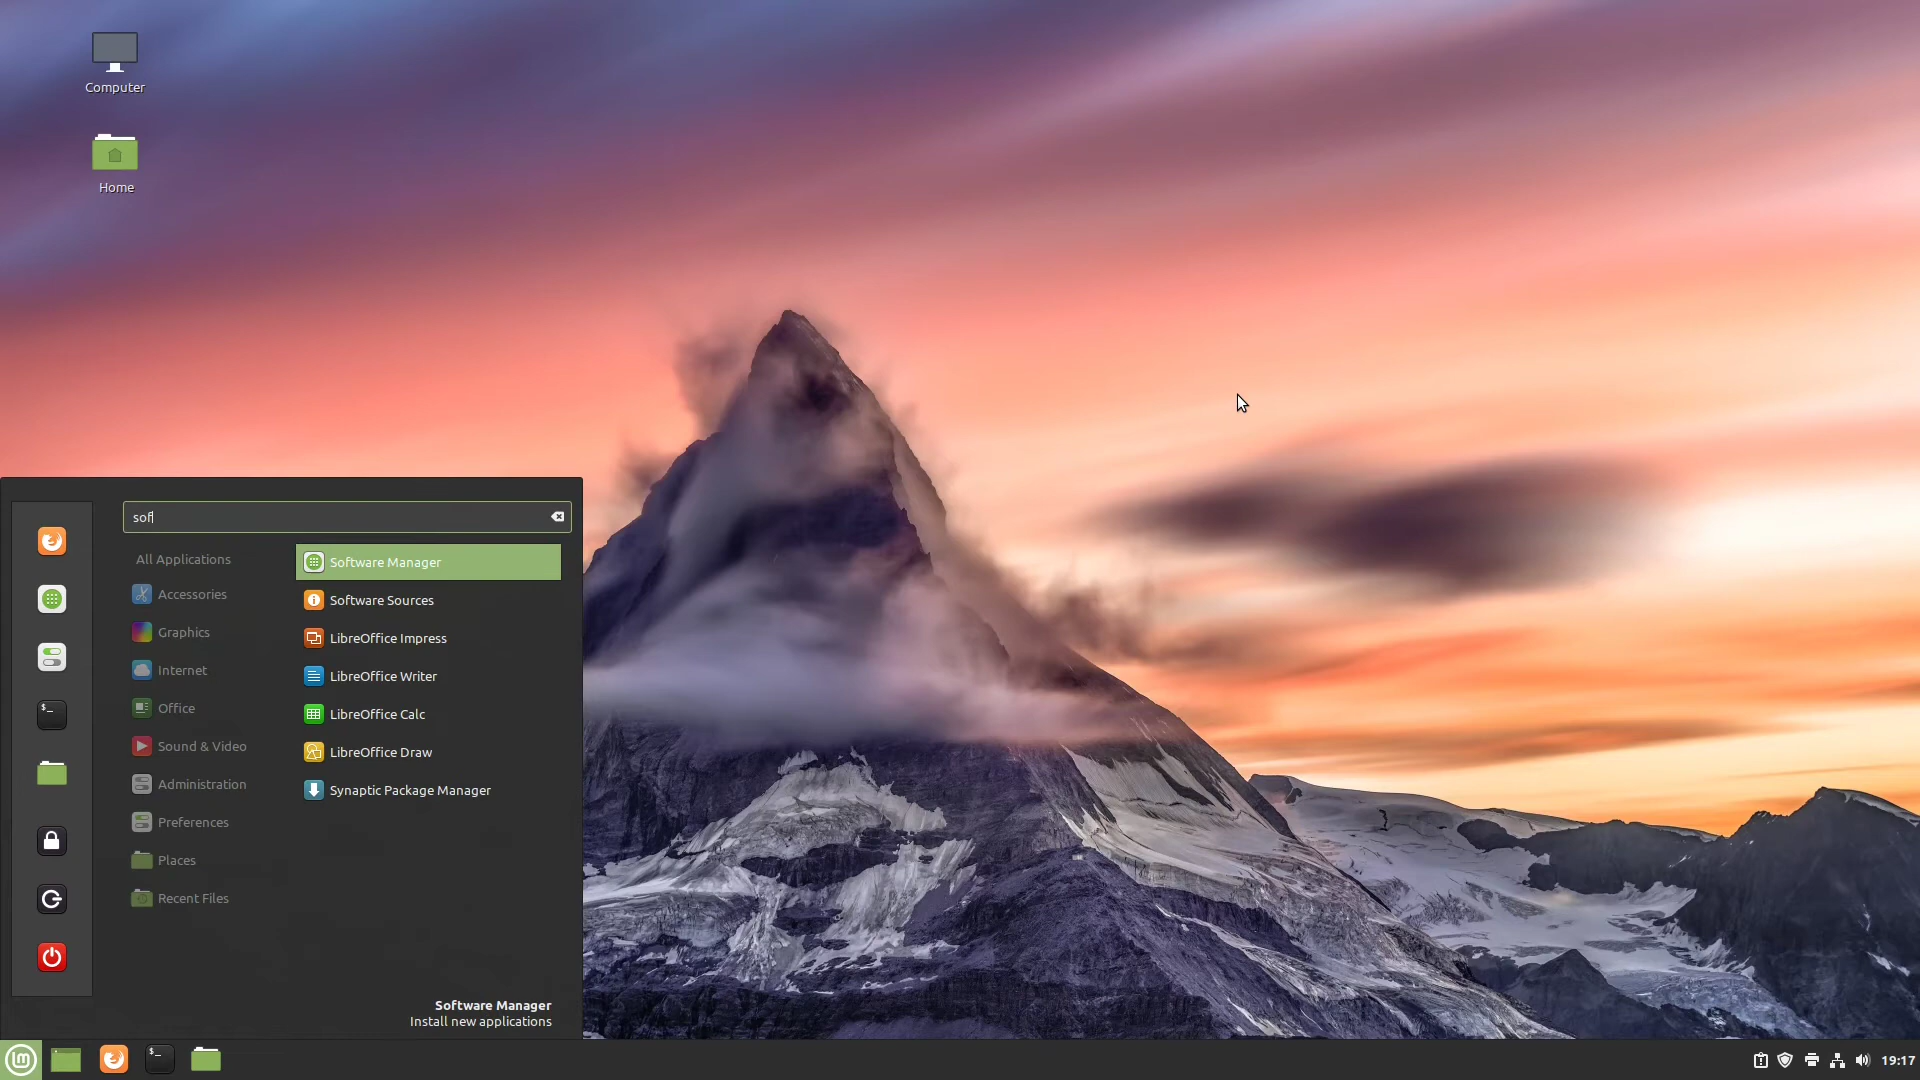 Computer
Home
sof
All Applications
Accessories
Graphics
Internet
Office
Sound & Video
Administration
Preferences
Places
Recent Files
Software Manager
Software Sources
LibreOffice Impress
LibreOffice Writer
LibreOffice Calc
LibreOffice Draw
Synaptic Package Manager
Software Manager
Install new applications
19:17